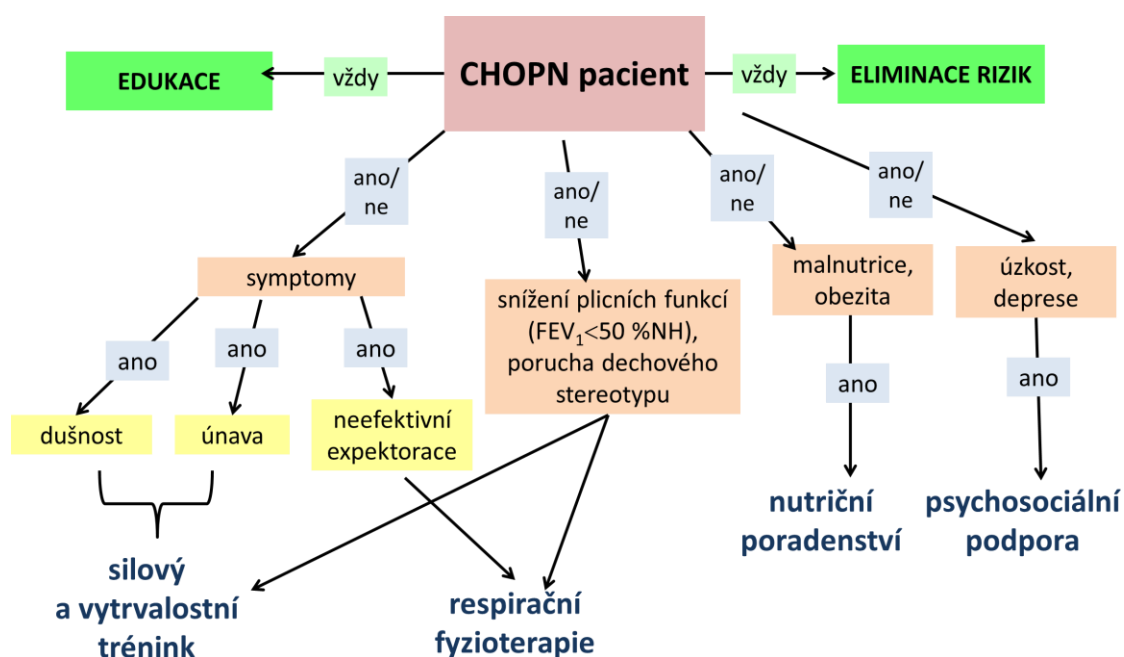 EDUKACE
vždy
CHOPN pacient
vždy
ELIMINACE RIZIK
ano/
ne
ano/
ne
ano/
ne
ano/
ne
symptomy
snížení plicních funkcí
(FEV₁<50 %NH),
porucha dechového
stereotypu
malnutrice,
obezita
úzkost,
deprese
ano
ano
ano
ano
ano
dušnost
únava
neefektivní
expektorace
silový
a vytrvalostní
trénink
respirační
fyzioterapie
nutriční
poradenství
psychosociální
podpora